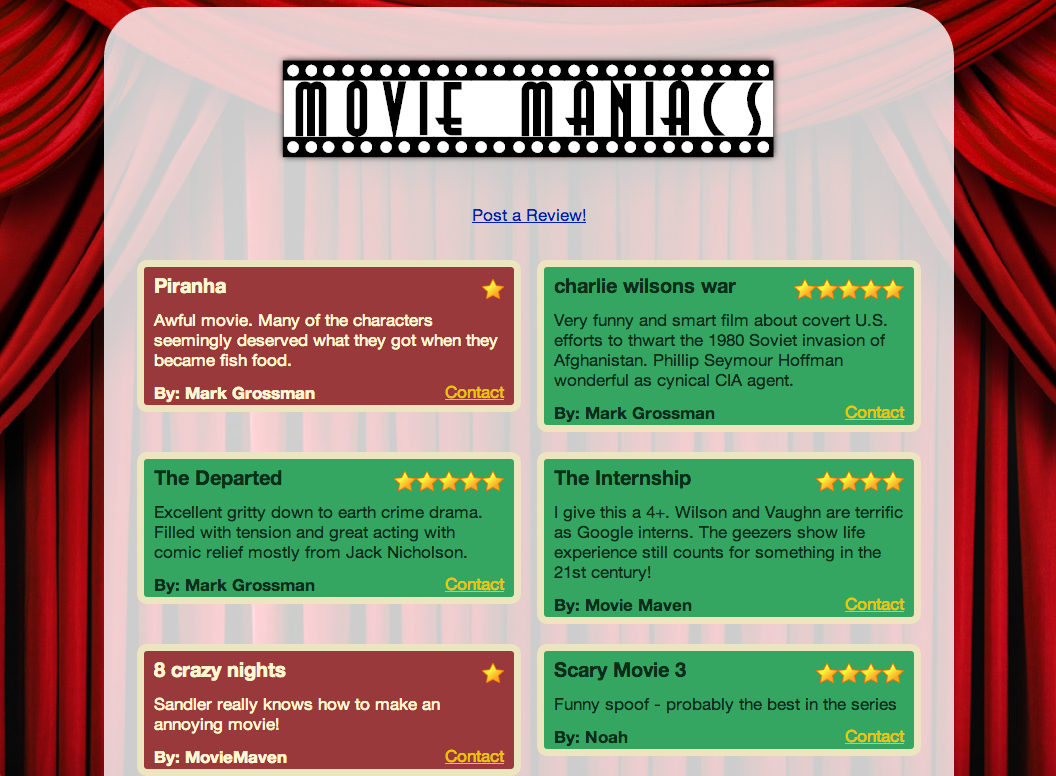 MOVIE MANIACS
Post a Review!
Piranha
Awful movie. Many of the characters
seemingly deserved what they got when they
became fish food.
By: Mark Grossman
Contact
charlie wilsons war
Very funny and smart film about covert U.S.
efforts to thwart the 1980 Soviet invasion of
Afghanistan. Phillip Seymour Hoffman
wonderful as cynical CIA agent.
By: Mark Grossman
Contact
The Departed
Excellent gritty down to earth crime drama.
Filled with tension and great acting with
comic relief mostly from Jack Nicholson.
By: Mark Grossman
Contact
The Internship
I give this a 4+. Wilson and Vaughn are terrific
as Google interns. The geezers show life
experience still counts for something in the
21st century!
By: Movie Maven
Contact
8 crazy nights
Sandler really knows how to make an
annoying movie!
By: MovieMaven
Contact
Scary Movie 3
Funny spoof - probably the best in the series
By: Noah
Contact